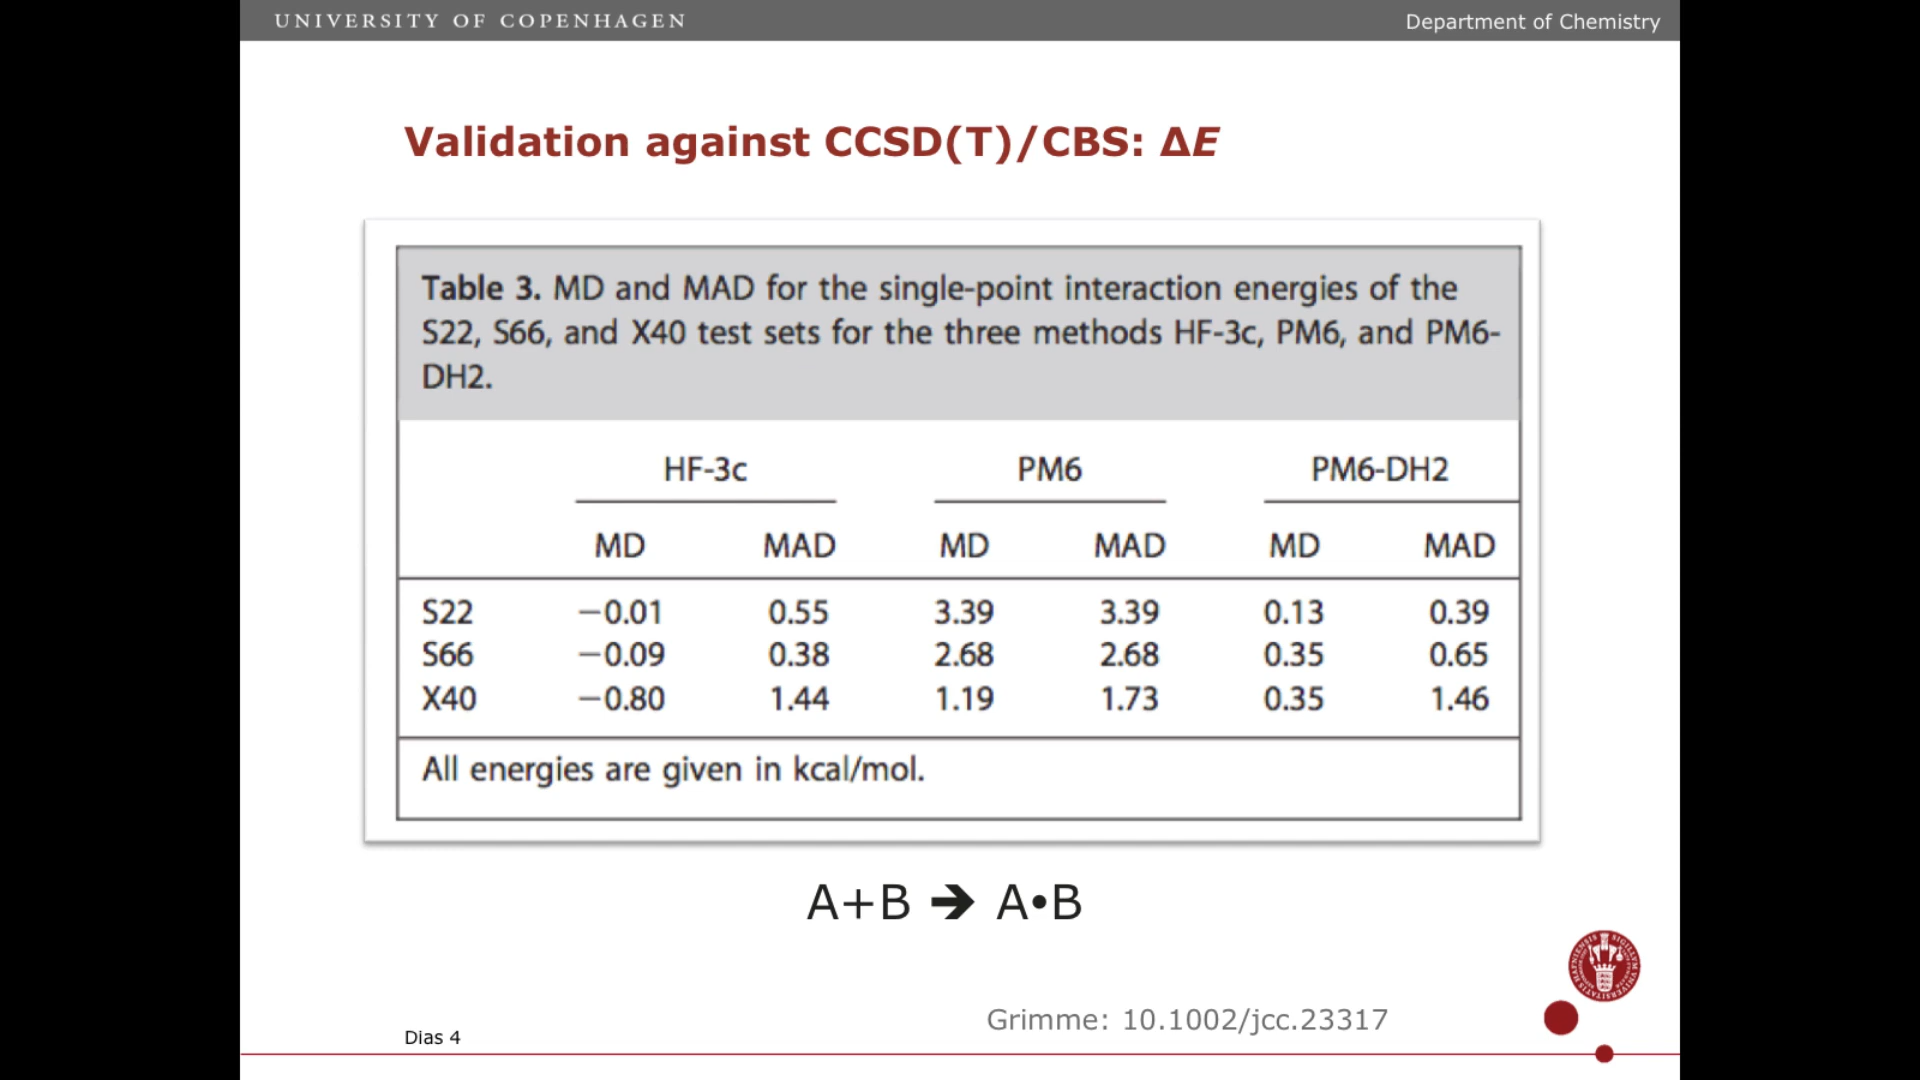 UNIVERSITY OF COPENHAGEN
Department of Chemistry
Validation against CCSD(T)/CBS: ΔE
Table 3. MD and MAD for the single-point interaction energies of the
S22, S66, and X40 test sets for the three methods HF-3c, PM6, and PM6-
DH2.
HF-3c PM6 PM6-DH2
MD MAD MD MAD MD MAD
S22 −0.01 0.55 3.39 3.39 0.13 0.39
S66 −0.09 0.38 2.68 2.68 0.35 0.65
X40 −0.80 1.44 1.19 1.73 0.35 1.46
All energies are given in kcal/mol.
A+B ➔ A•B
Grimme: 10.1002/jcc.23317
Dias 4